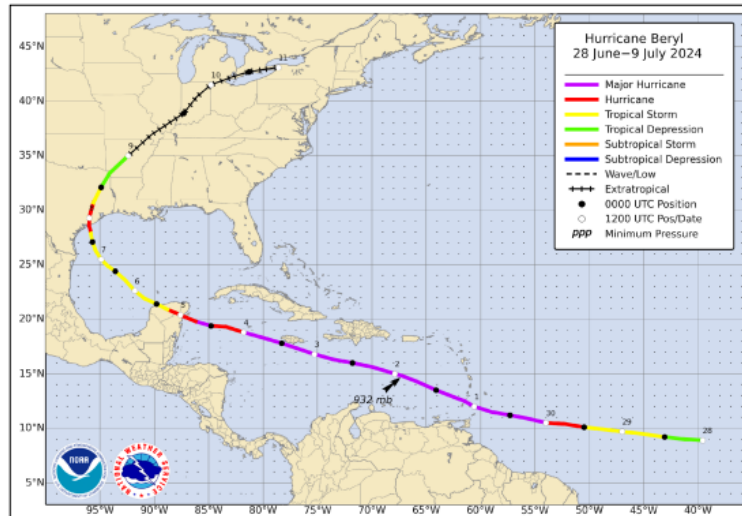 Hurricane Beryl
28 June–9 July 2024
Major Hurricane
Hurricane
Tropical Storm
Tropical Depression
Subtropical Storm
Subtropical Depression
Wave/Low
Extratropical
0000 UTC Position
1200 UTC Pos/Date
ppp Minimum Pressure
45°N
40°N
35°N
30°N
25°N
20°N
15°N
10°N
5°N
11
10
9
7
6
5
4
3
2
932 mb
1
30
29
28
NOAA
NATIONAL WEATHER SERVICE
95°W 90°W 85°W 80°W 75°W 70°W 65°W 60°W 55°W 50°W 45°W 40°W